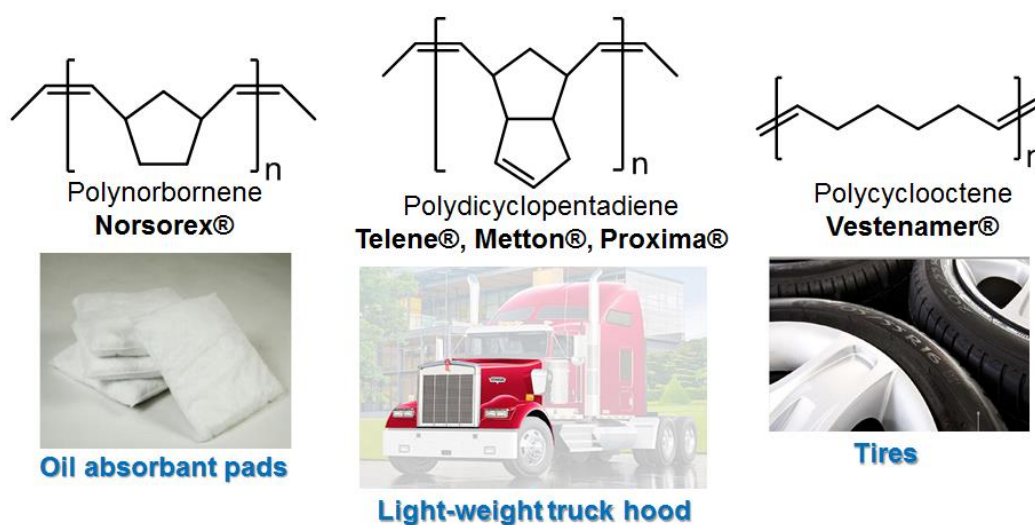 n
Polynorbornene
Norsorex®
Oil absorbant pads
n
Polydicyclopentadiene
Telene®, Metton®, Proxima®
Light-weight truck hood
n
Polycyclooctene
Vestenamer®
Tires